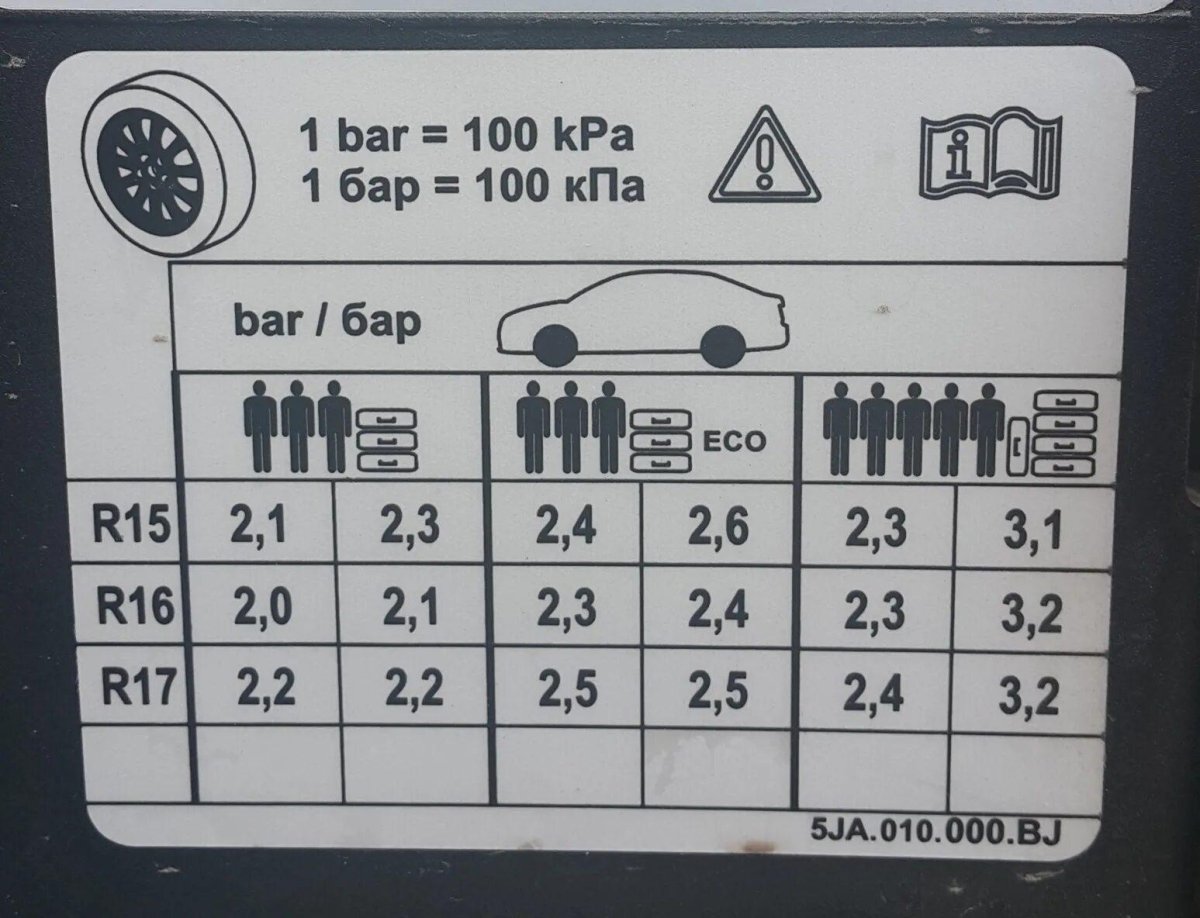 1 bar = 100 kPa
1 бар = 100 кПа
i
bar / бар
ECO
R15 2,1 2,3 2,4 2,6 2,3 3,1
R16 2,0 2,1 2,3 2,4 2,3 3,2
R17 2,2 2,2 2,5 2,5 2,4 3,2
5JA.010.000.BJ